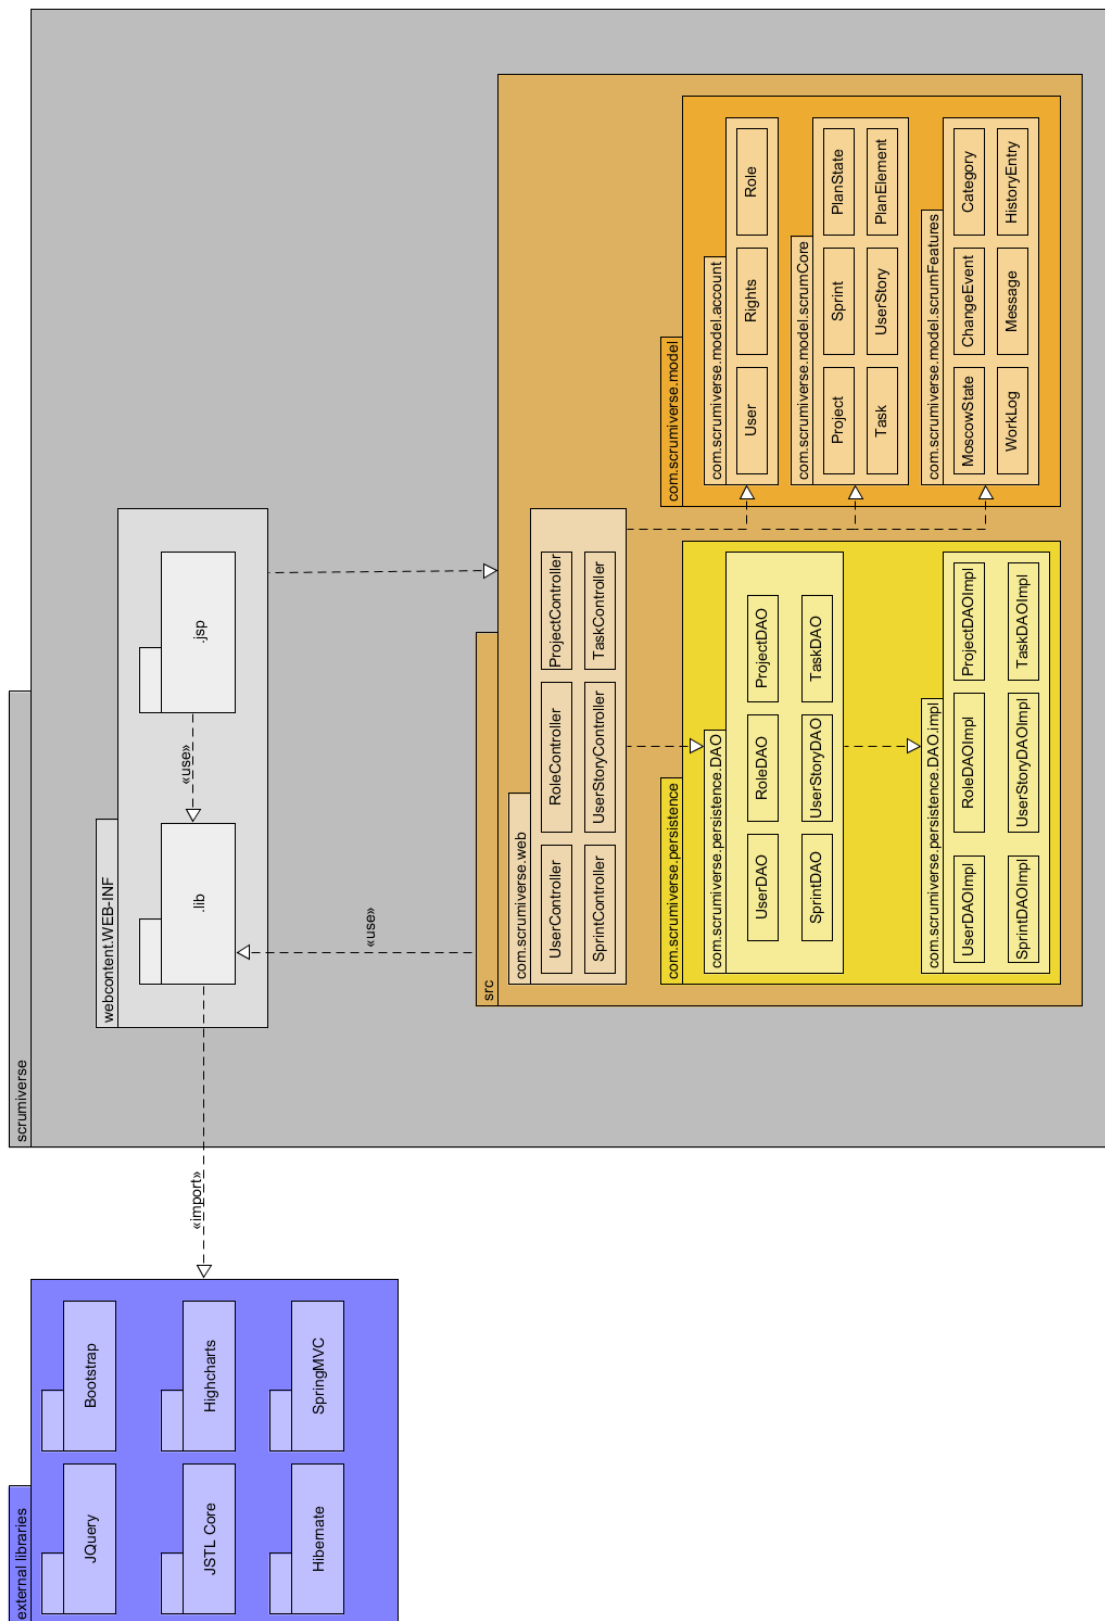 external libraries
JQuery
Bootstrap
JSTL Core
Highcharts
Hibernate
SpringMVC
«import»
scrumiverse
webcontent.WEB-INF
.lib
«use»
.jsp
«use»
src
com.scrumiverse.web
UserController
RoleController
ProjectController
SprintController
UserStoryController
TaskController
com.scrumiverse.persistence
com.scrumiverse.persistence.DAO
UserDAO
RoleDAO
ProjectDAO
SprintDAO
UserStoryDAO
TaskDAO
com.scrumiverse.persistence.DAO.impl
UserDAOImpl
RoleDAOImpl
ProjectDAOImpl
SprintDAOImpl
UserStoryDAOImpl
TaskDAOImpl
com.scrumiverse.model
com.scrumiverse.model.account
User
Rights
Role
com.scrumiverse.model.scrumCore
Project
Sprint
PlanState
Task
UserStory
PlanElement
com.scrumiverse.model.scrumFeatures
MoscowState
ChangeEvent
Category
WorkLog
Message
HistoryEntry